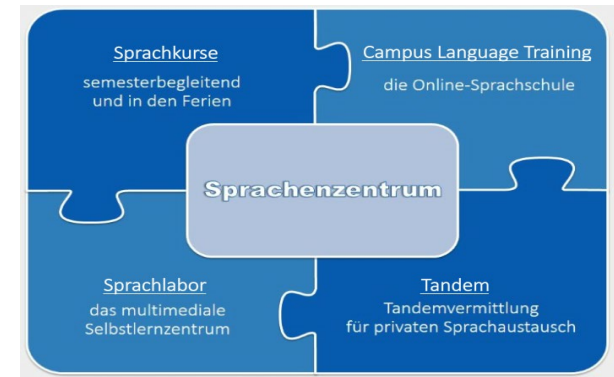 Sprachkurse
semesterbegleitend
und in den Ferien
Campus Language Training
die Online-Sprachschule
Sprachenzentrum
Sprachlabor
das multimediale
Selbstlernzentrum
Tandem
Tandemvermittlung
für privaten Sprachaustausch